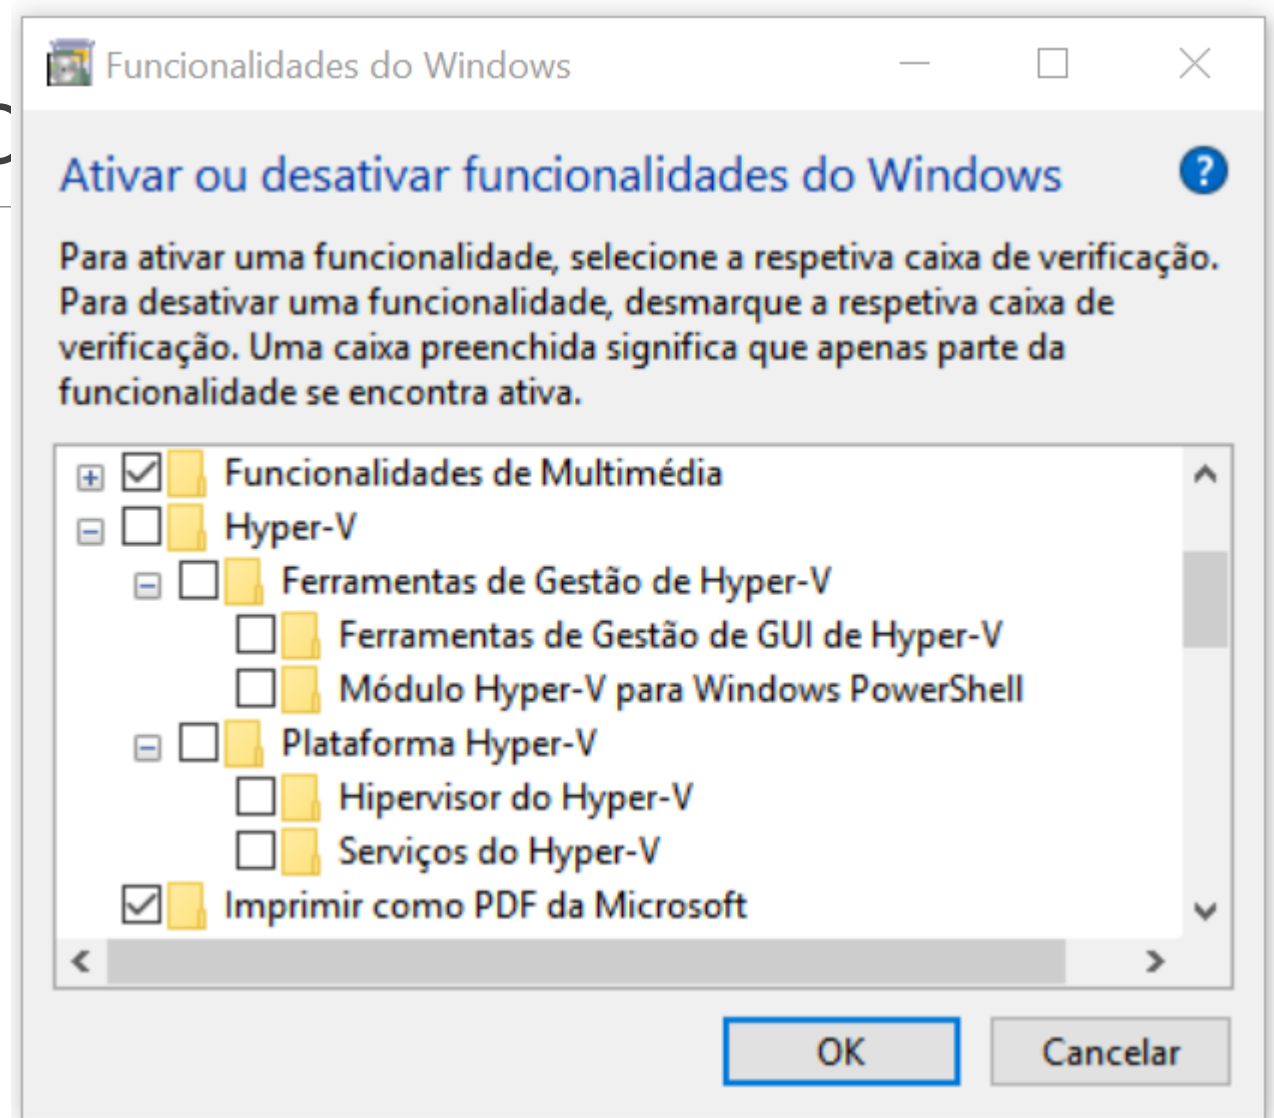 Funcionalidades do Windows
Ativar ou desativar funcionalidades do Windows
?
Para ativar uma funcionalidade, selecione a respetiva caixa de verificação.
Para desativar uma funcionalidade, desmarque a respetiva caixa de
verificação. Uma caixa preenchida significa que apenas parte da
funcionalidade se encontra ativa.
Funcionalidades de Multimédia
Hyper-V
Ferramentas de Gestão de Hyper-V
Ferramentas de Gestão de GUI de Hyper-V
Módulo Hyper-V para Windows PowerShell
Plataforma Hyper-V
Hipervisor do Hyper-V
Serviços do Hyper-V
Imprimir como PDF da Microsoft
OK Cancelar